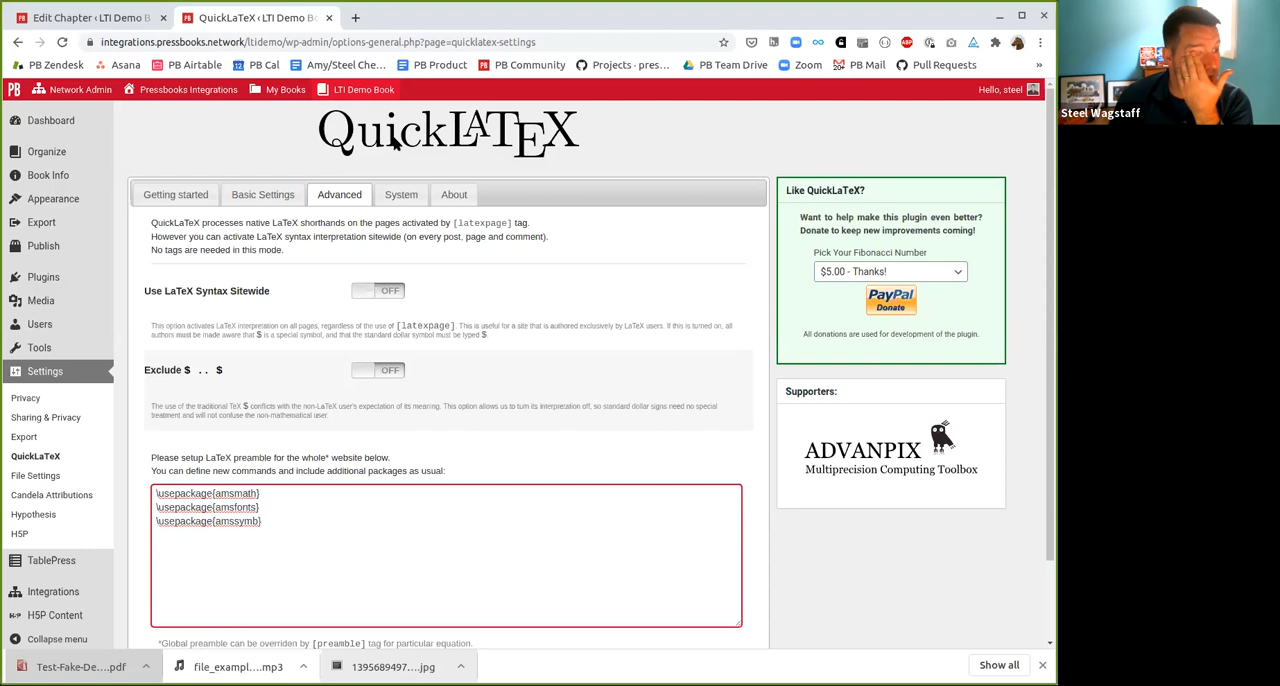 Edit Chapter ‹ LTI Demo B
QuickLaTeX ‹ LTI Demo Bo
integrations.pressbooks.network/ltidemo/wp-admin/options-general.php?page=quicklatex-settings
PB Zendesk
Asana
PB Airtable
PB Cal
Amy/Steel Che...
PB Product
PB Community
Projects · pres...
PB Team Drive
Zoom
PB Mail
Pull Requests
»
Network Admin
Pressbooks Integrations
My Books
LTI Demo Book
Hello, steel
Steel Wagstaff
Dashboard
Organize
Book Info
Appearance
Export
Publish
Plugins
Media
Users
Tools
Settings
Privacy
Sharing & Privacy
Export
QuickLaTeX
File Settings
Candela Attributions
Hypothesis
H5P
TablePress
Integrations
H5P Content
Collapse menu
QuickLATEX
Getting started
Basic Settings
Advanced
System
About
QuickLaTeX processes native LaTeX shorthands on the pages activated by [latexpage] tag.
However you can activate LaTeX syntax interpretation sitewide (on every post, page and comment).
No tags are needed in this mode.
Use LaTeX Syntax Sitewide
OFF
This option activates LaTeX interpretation on all pages, regardless of the use of [latexpage]. This is useful for a site that is authored exclusively by LaTeX users. If this is turned on, all
authors must be made aware that $ is a special symbol, and that the standard dollar symbol must be typed $.
Exclude $ .. $
OFF
The use of the traditional TeX $ conflicts with the non-LaTeX user's expectation of its meaning. This option allows us to turn its interpretation off, so standard dollar signs need no special
treatment and will not confuse the non-mathematical user.
Please setup LaTeX preamble for the whole* website below.
You can define new commands and include additional packages as usual:
\usepackage{amsmath}
\usepackage{amsfonts}
\usepackage{amssymb}
*Global preamble can be overriden by [preamble] tag for particular equation.
Like QuickLaTeX?
Want to help make this plugin even better?
Donate to keep new improvements coming!
Pick Your Fibonacci Number
$5.00 - Thanks!
PayPal
Donate
All donations are used for development of the plugin.
Supporters:
ADVANPIX
Multiprecision Computing Toolbox
Test-Fake-De....pdf
file_exampl....mp3
1395689497....jpg
Show all